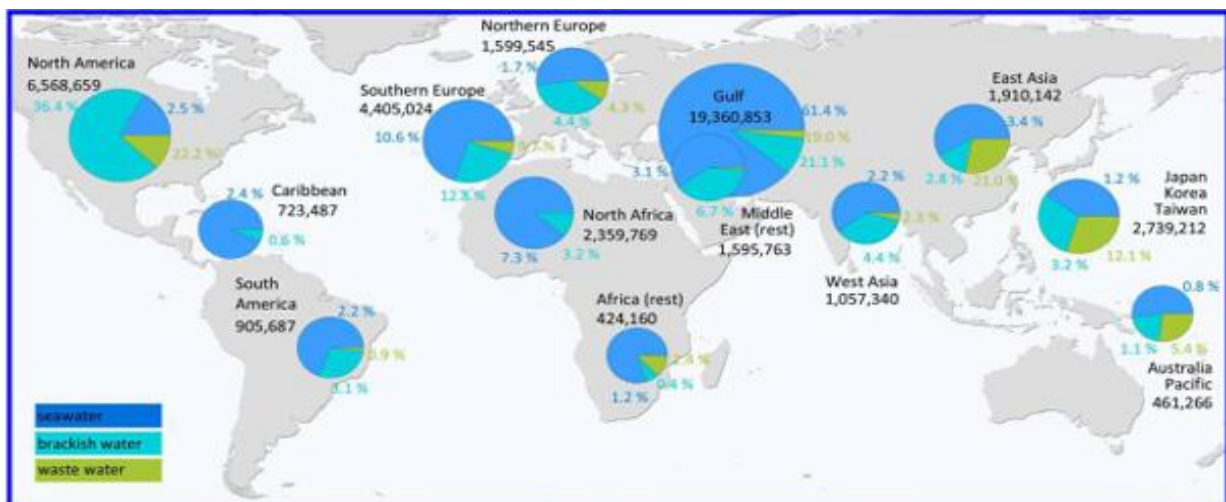 North America
6,568,659
36.4 %
2.5 %
22.2 %
Caribbean
723,487
2.4 %
0.6 %
South
America
905,687
2.2 %
0.9 %
3.1 %
Northern Europe
1,599,545
1.7 %
4.4 %
4.3 %
Southern Europe
4,405,024
10.6 %
12.8 %
North Africa
2,359,769
7.3 %
3.2 %
Africa (rest)
424,160
1.2 %
0.4 %
2.4 %
Gulf
19,360,853
61.4 %
19.0 %
21.1 %
Middle
East (rest)
1,595,763
3.1 %
6.7 %
West Asia
1,057,340
2.2 %
2.3 %
4.4 %
East Asia
1,910,142
3.4 %
2.8 %
21.0 %
Japan
Korea
Taiwan
2,739,212
1.2 %
3.2 %
12.1 %
Australia
Pacific
461,266
0.8 %
1.1 %
5.4 %
seawater
brackish water
waste water